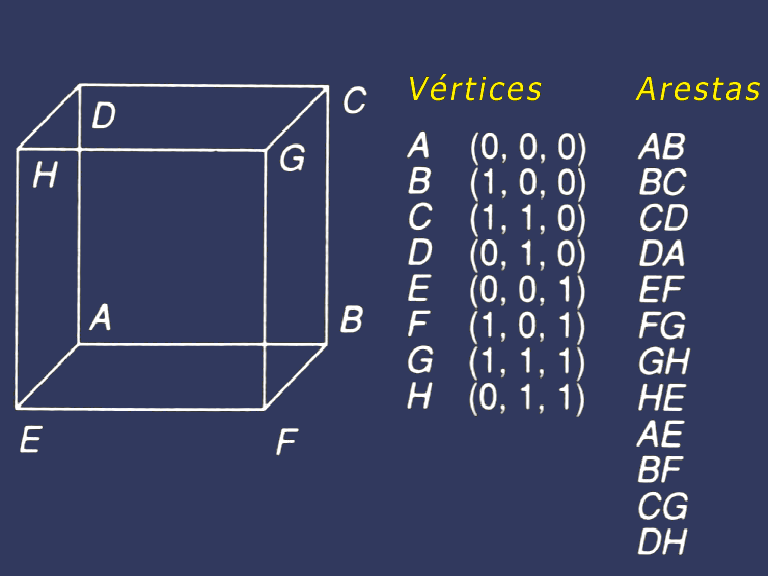 D
C
H
G
A
B
E
F
Vértices Arestas
A (0, 0, 0) AB
B (1, 0, 0) BC
C (1, 1, 0) CD
D (0, 1, 0) DA
E (0, 0, 1) EF
F (1, 0, 1) FG
G (1, 1, 1) GH
H (0, 1, 1) HE
AE
BF
CG
DH